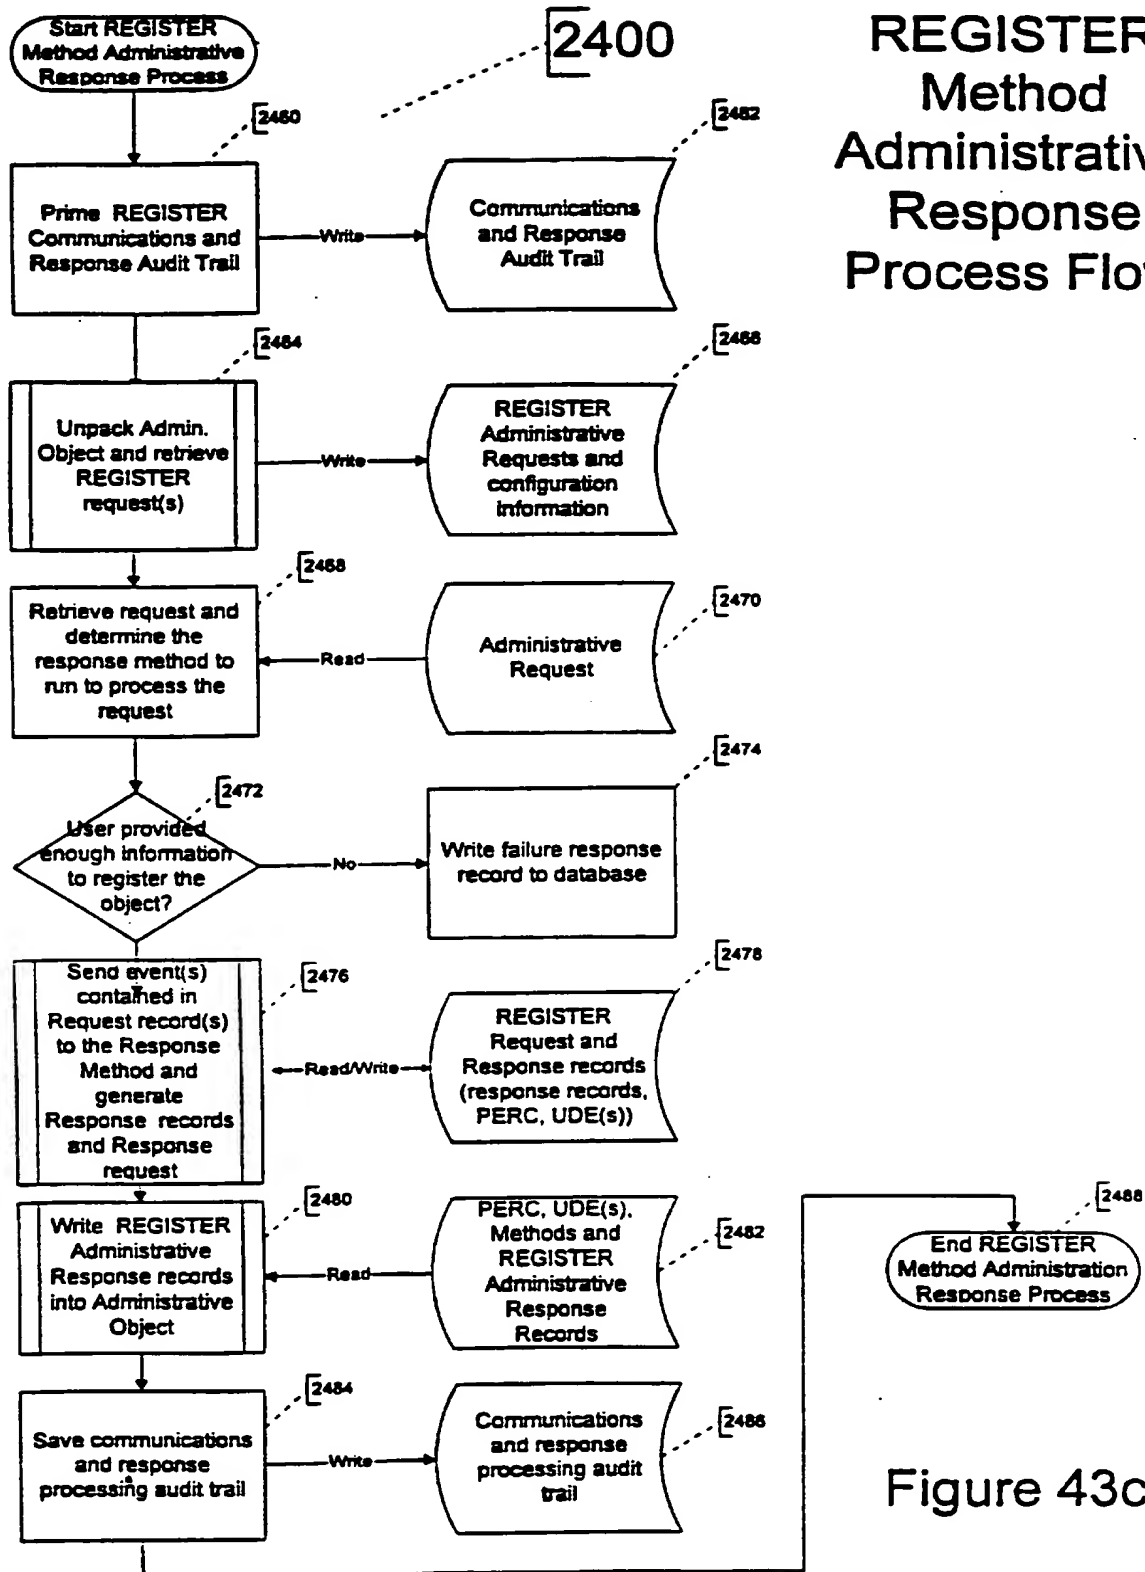 Start REGISTER
Method Administrative
Response Process
2400
REGISTER
Method
Administrativ
Response
Process Flo
2460
2462
Prime REGISTER
Communications and
Response Audit Trail
Write
Communications
and Response
Audit Trail
2464
2466
Unpack Admin.
Object and retrieve
REGISTER
request(s)
Write
REGISTER
Administrative
Requests and
configuration
information
2468
2470
Retrieve request and
determine the
response method to
run to process the
request
Read
Administrative
Request
2472
2474
User provided
enough information
to register the
object?
No
Write failure response
record to database
2476
2478
Send event(s)
contained in
Request record(s)
to the Response
Method and
generate
Response records
and Response
request
Read/Write
REGISTER
Request and
Response records
(response records,
PERC, UDE(s))
2480
2482
Write REGISTER
Administrative
Response records
into Administrative
Object
Read
PERC, UDE(s),
Methods and
REGISTER
Administrative
Response
Records
2488
End REGISTER
Method Administration
Response Process
2484
2486
Save communications
and response
processing audit trail
Write
Communications
and response
processing audit
trail
Figure 43c